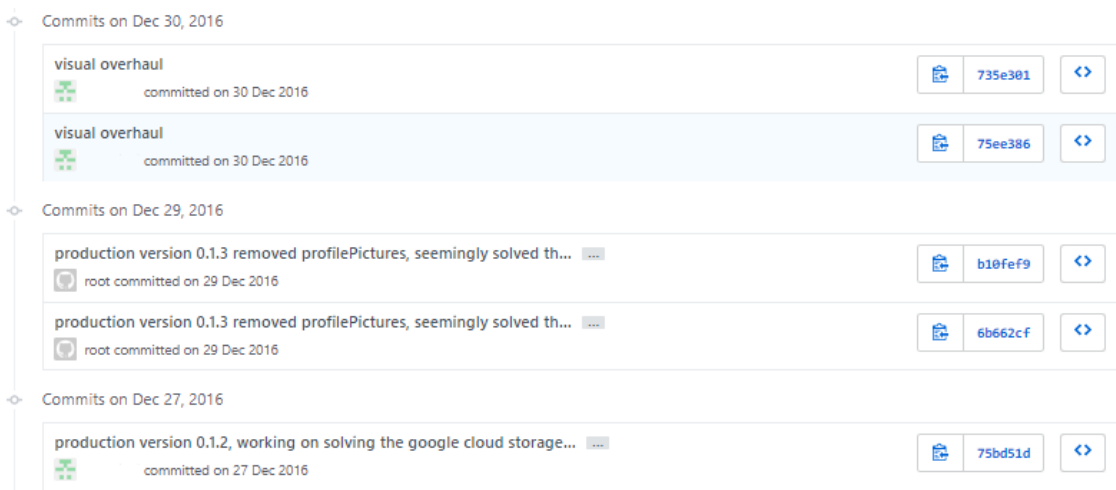 Commits on Dec 30, 2016
visual overhaul
735e301
committed on 30 Dec 2016
visual overhaul
75ee386
committed on 30 Dec 2016
Commits on Dec 29, 2016
production version 0.1.3 removed profilePictures, seemingly solved th... ...
b10fef9
root committed on 29 Dec 2016
production version 0.1.3 removed profilePictures, seemingly solved th... ...
6b662cf
root committed on 29 Dec 2016
Commits on Dec 27, 2016
production version 0.1.2, working on solving the google cloud storage... ...
75bd51d
committed on 27 Dec 2016